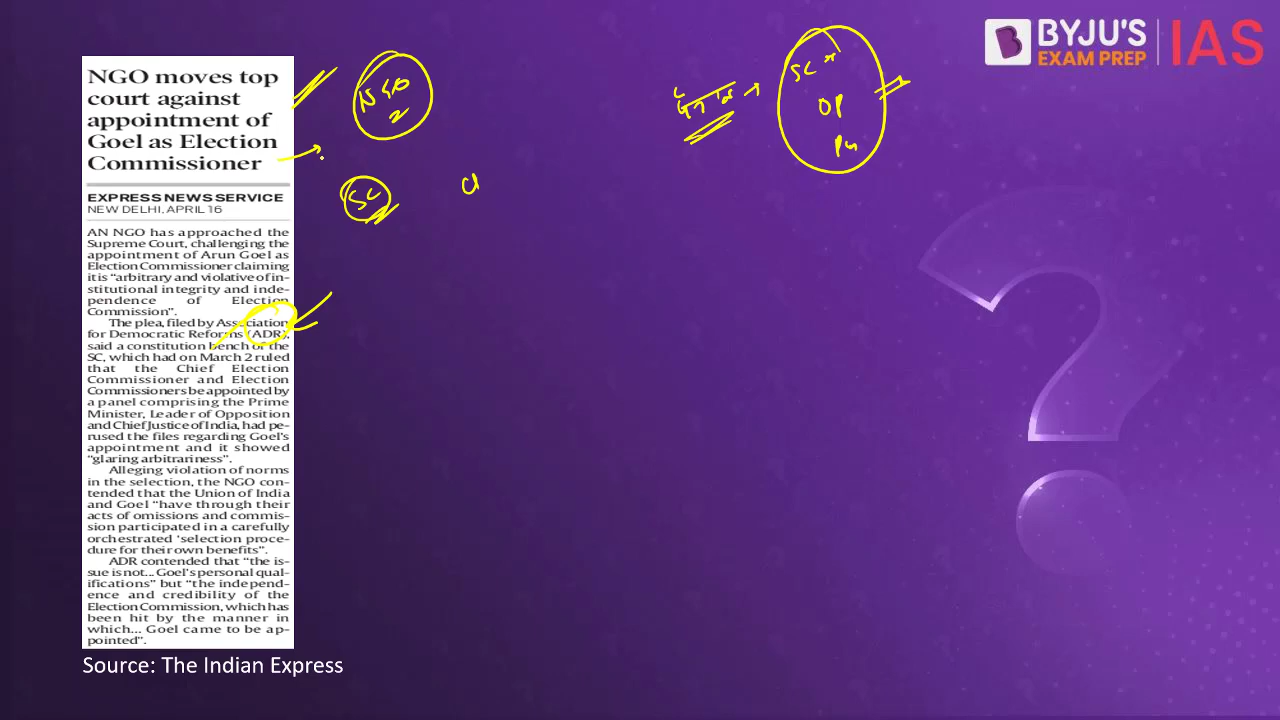 NGO moves top
court against
appointment of
Goel as Election
Commissioner
EXPRESS NEWS SERVICE
NEW DELHI, APRIL 16
AN NGO has approached the
Supreme Court, challenging the
appointment of Arun Goel as
Election Commissioner claiming
it is "arbitrary and violative of in-
stitutional integrity and inde-
pendence of Election
Commission".
The plea, filed by Association
for Democratic Reforms (ADR),
said a constitution bench of the
SC, which had on March 2 ruled
that the Chief Election
Commissioner and Election
Commissioners be appointed by
a panel comprising the Prime
Minister, Leader of Opposition
and Chief Justice of India, had pe-
rused the files regarding Goel's
appointment and it showed
"glaring arbitrariness".
Alleging violation of norms
in the selection, the NGO con-
tended that the Union of India
and Goel "have through their
acts of omissions and commis-
sion participated in a carefully
orchestrated 'selection proce-
dure for their own benefits".
ADR contended that "the is-
sue is not... Goel's personal qual-
ifications" but "the independ-
ence and credibility of the
Election Commission, which has
been hit by the manner in
which... Goel came to be ap-
pointed".
Source: The Indian Express
NGO
SC
SC
OP
BYJU'S
EXAM PREP
IAS